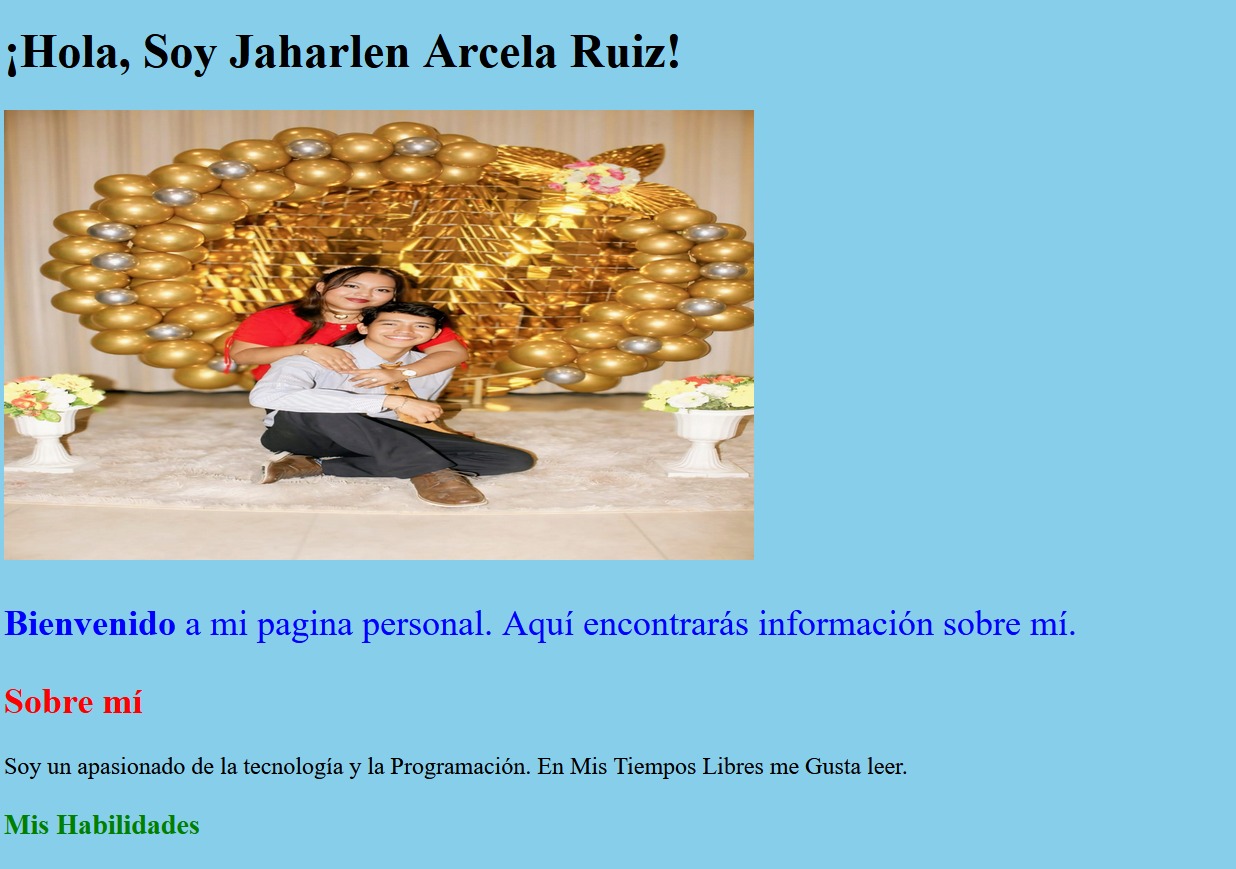 ¡Hola, Soy Jaharlen Arcela Ruiz!
Bienvenido a mi pagina personal. Aquí encontrarás información sobre mí.
Sobre mí
Soy un apasionado de la tecnología y la Programación. En Mis Tiempos Libres me Gusta leer.
Mis Habilidades